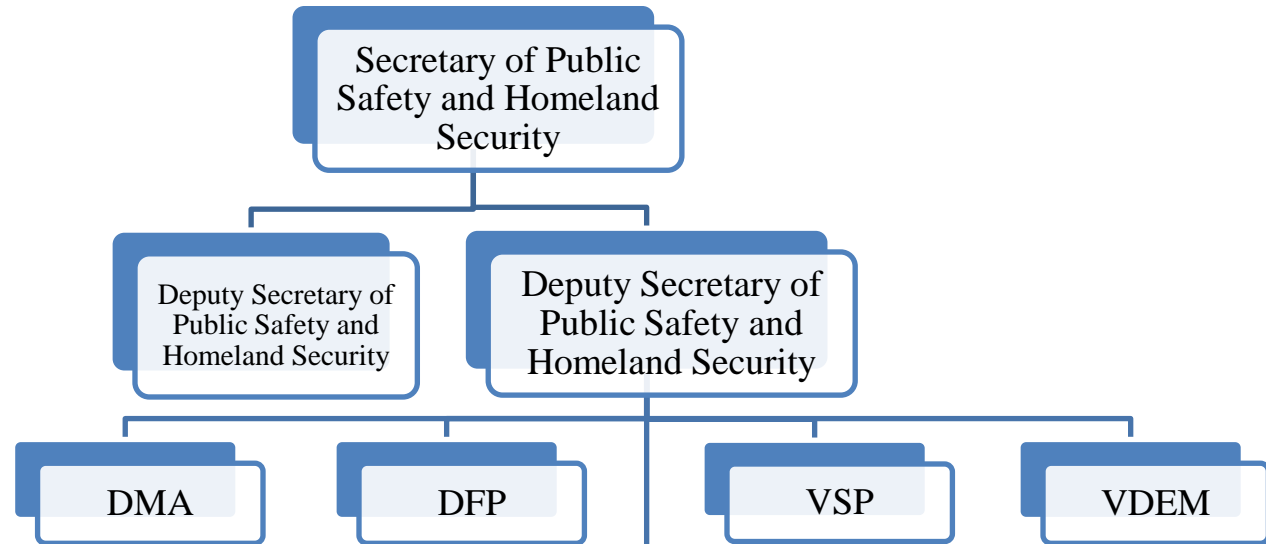 Secretary of Public
Safety and Homeland
Security
Deputy Secretary of
Public Safety and
Homeland Security
Deputy Secretary of
Public Safety and
Homeland Security
DMA
DFP
VSP
VDEM